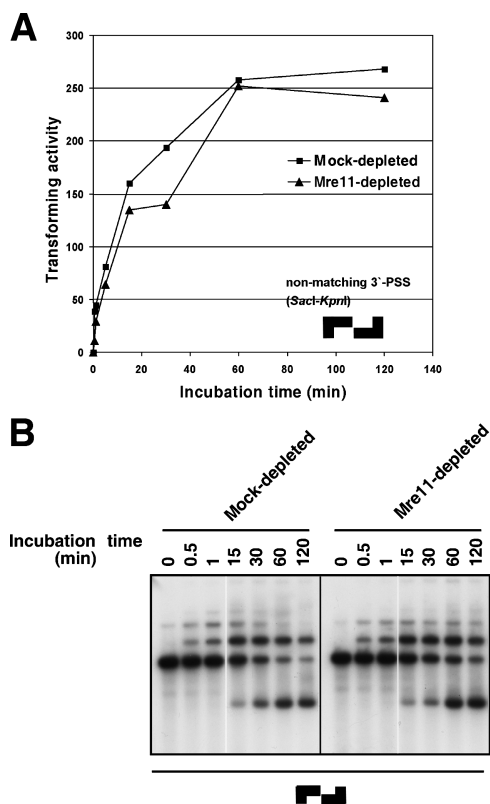 A
300
250
200
150
100
50
0
Transforming activity
Mock-depleted
Mre11-depleted
non-matching 3`-PSS
(SacI-KpnI)
0 20 40 60 80 100 120 140
Incubation time (min)
B
Mock-depleted Mre11-depleted
Incubation time
(min)
0 0.5 1 15 30 60 120 0 0.5 1 15 30 60 120